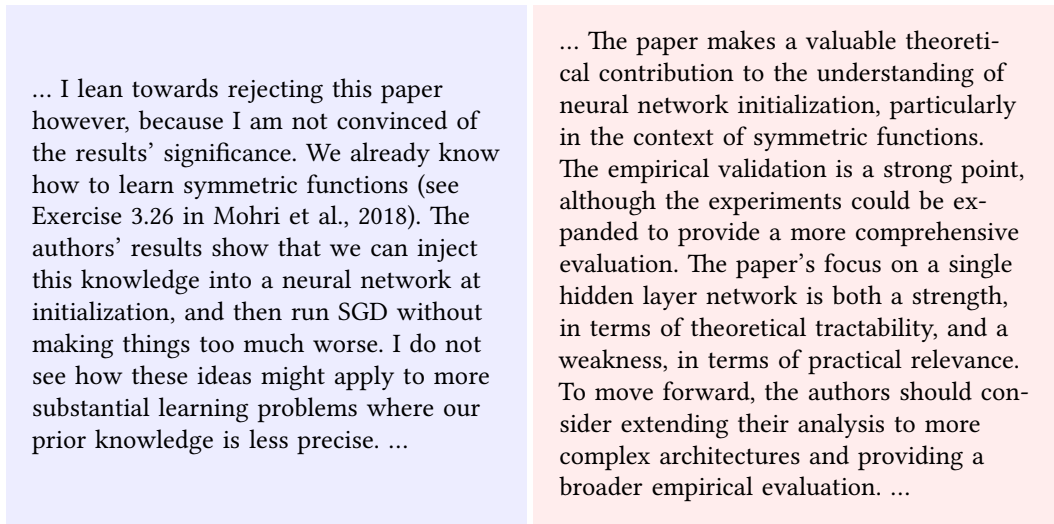 ... I lean towards rejecting this paper
however, because I am not convinced of
the results’ significance. We already know
how to learn symmetric functions (see
Exercise 3.26 in Mohri et al., 2018). The
authors’ results show that we can inject
this knowledge into a neural network at
initialization, and then run SGD without
making things too much worse. I do not
see how these ideas might apply to more
substantial learning problems where our
prior knowledge is less precise. ...
... The paper makes a valuable theoreti-
cal contribution to the understanding of
neural network initialization, particularly
in the context of symmetric functions.
The empirical validation is a strong point,
although the experiments could be ex-
panded to provide a more comprehensive
evaluation. The paper’s focus on a single
hidden layer network is both a strength,
in terms of theoretical tractability, and a
weakness, in terms of practical relevance.
To move forward, the authors should con-
sider extending their analysis to more
complex architectures and providing a
broader empirical evaluation. ...